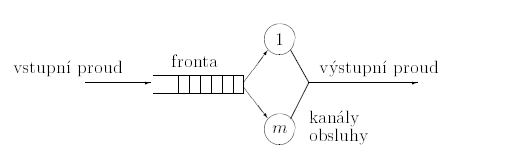 1
fronta
vstupní proud
výstupní proud
kanály
obsluhy
m